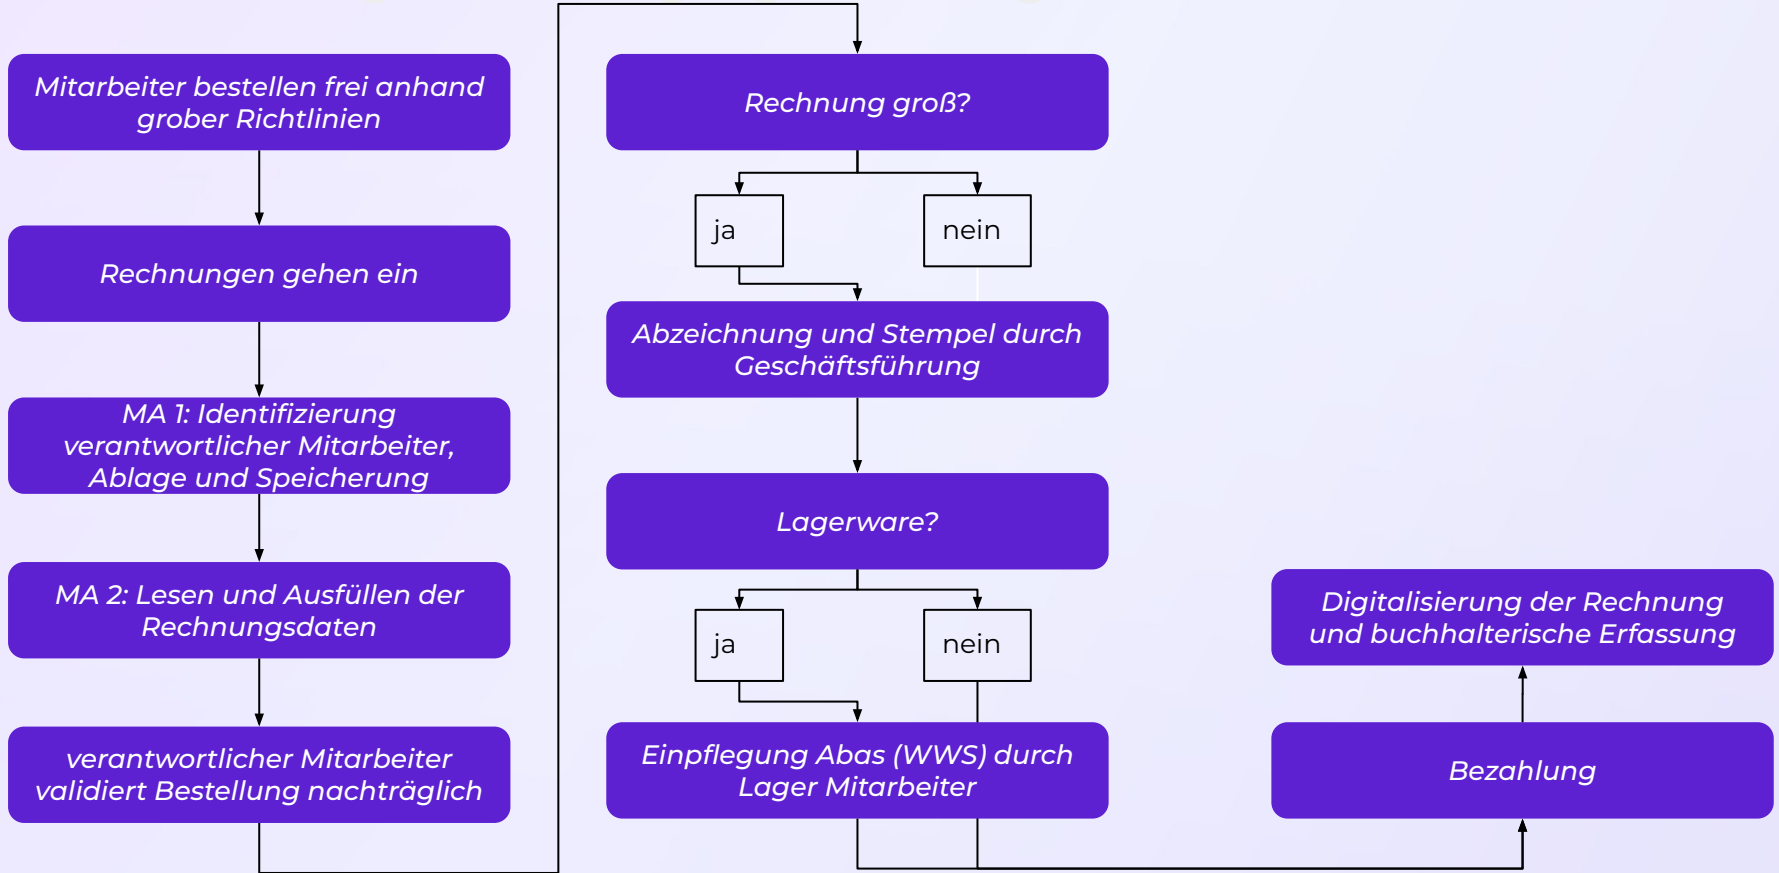 Mitarbeiter bestellen frei anhand
grober Richtlinien
Rechnungen gehen ein
MA 1: Identifizierung
verantwortlicher Mitarbeiter,
Ablage und Speicherung
MA 2: Lesen und Ausfüllen der
Rechnungsdaten
verantwortlicher Mitarbeiter
validiert Bestellung nachträglich
Rechnung groß?
ja
nein
Abzeichnung und Stempel durch
Geschäftsführung
Lagerware?
ja
nein
Einpflegung Abas (WWS) durch
Lager Mitarbeiter
Digitalisierung der Rechnung
und buchhalterische Erfassung
Bezahlung